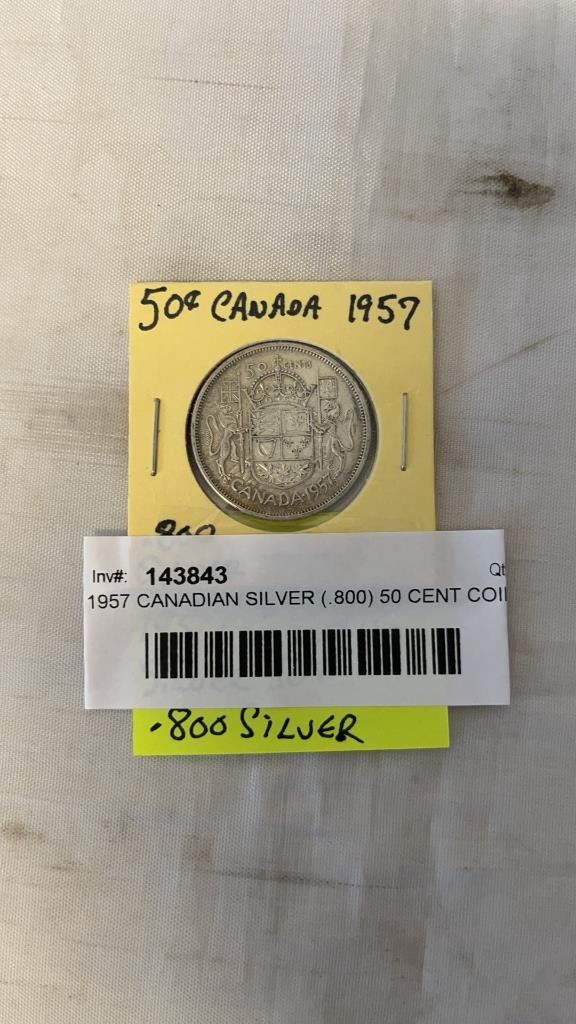 50¢ CANADA 1957
50 CENTS
CANADA·1957
800
Inv#: 143843 Qt
1957 CANADIAN SILVER (.800) 50 CENT COI
.800 SILVER